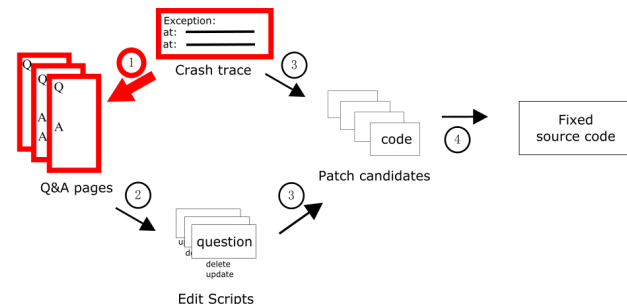 Exception:
at:
at:
Crash trace
1
3
Q
Q
Q
A
A
A
Q&A pages
code
Patch candidates
4
Fixed
source code
2
3
question
u
d
delete
update
Edit Scripts